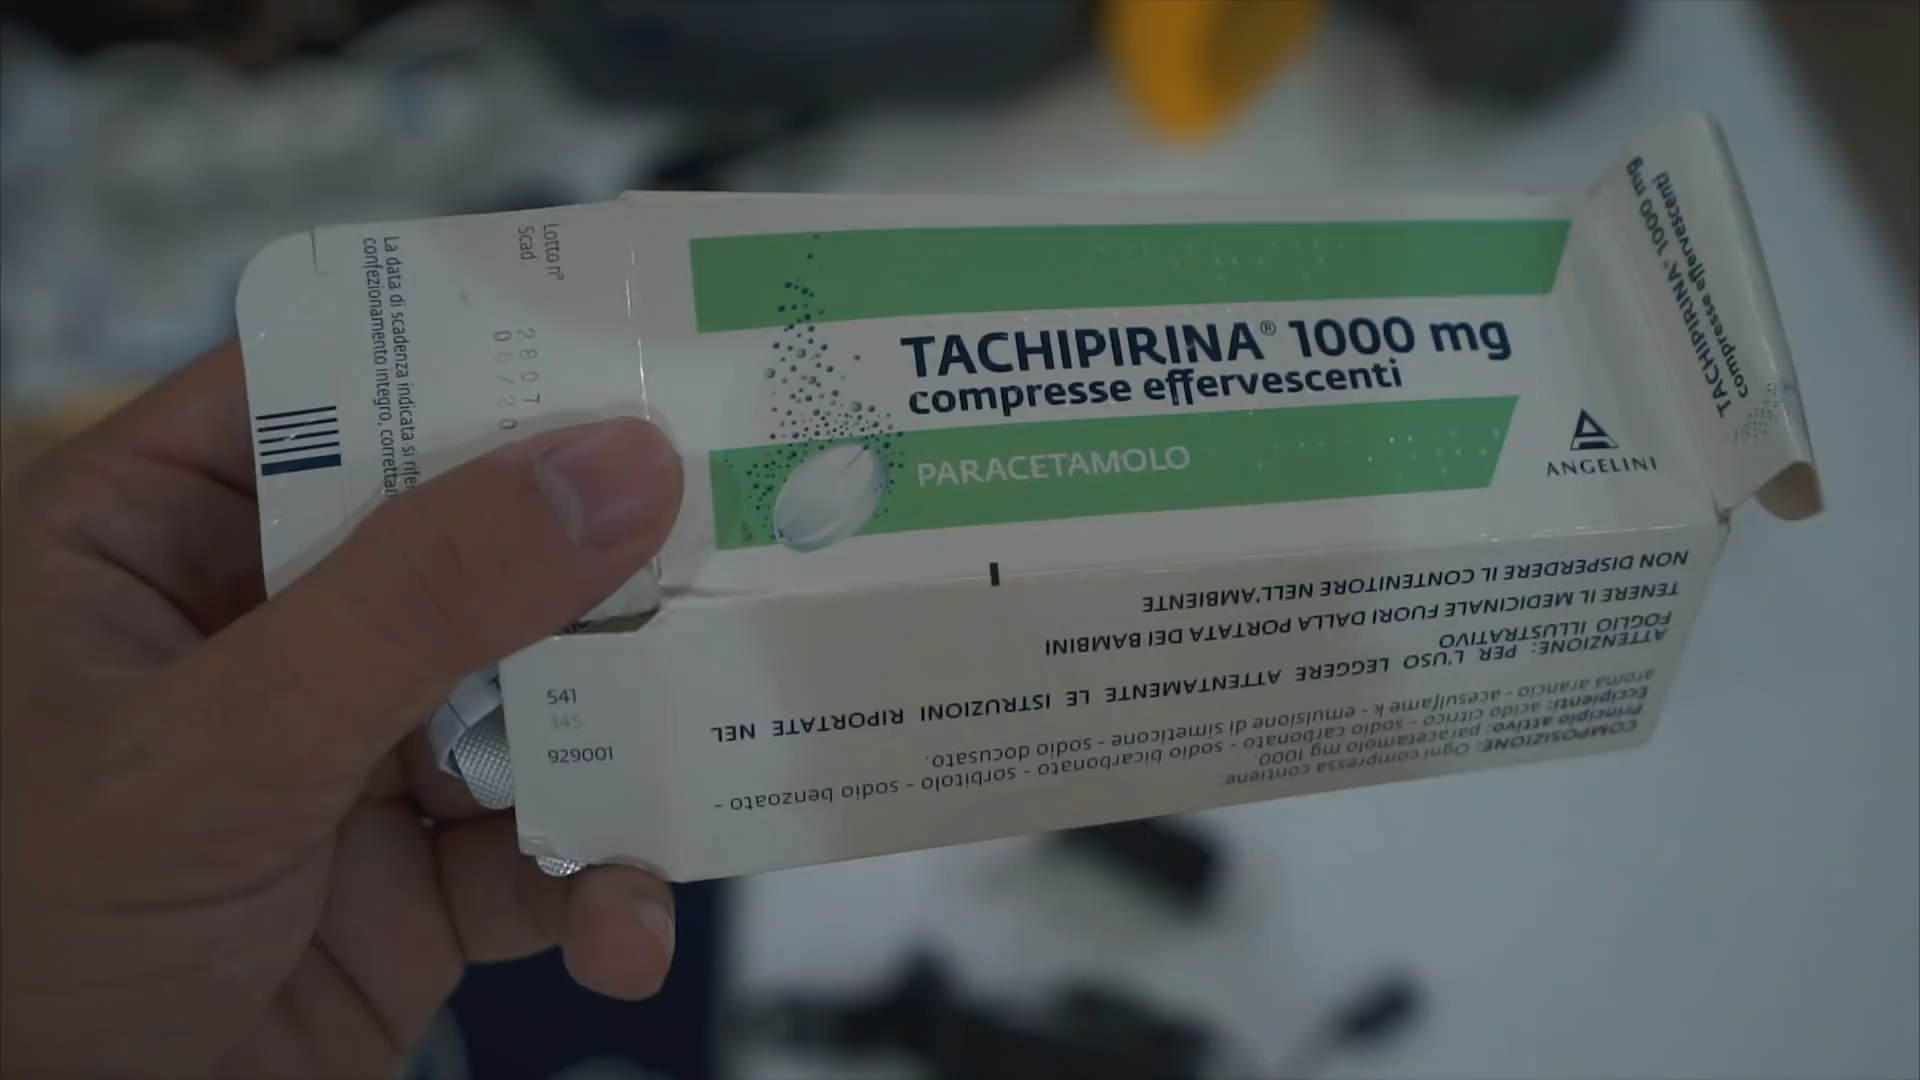 TACHIPIRINA® 1000 mg
compresse effervescenti
PARACETAMOLO
ANGELINI
TACHIPIRINA® 1000 mg
compresse effervescenti
Lotto n°
Scad
2807
La data di scadenza indicata si
confezionamento integro,
541
345
929001
COMPOSIZIONE: Ogni compressa contiene
Principio attivo: paracetamolo mg 1000.
Eccipienti: acido citrico - sodio carbonato - sodio bicarbonato - sorbitolo - sodio benzoato -
aroma arancio - acesulfame k - emulsione di simeticone - sodio docusato.
ATTENZIONE: PER L'USO LEGGERE ATTENTAMENTE LE ISTRUZIONI RIPORTATE NEL
FOGLIO ILLUSTRATIVO
TENERE IL MEDICINALE FUORI DALLA PORTATA DEI BAMBINI
NON DISPERDERE IL CONTENITORE NELL'AMBIENTE